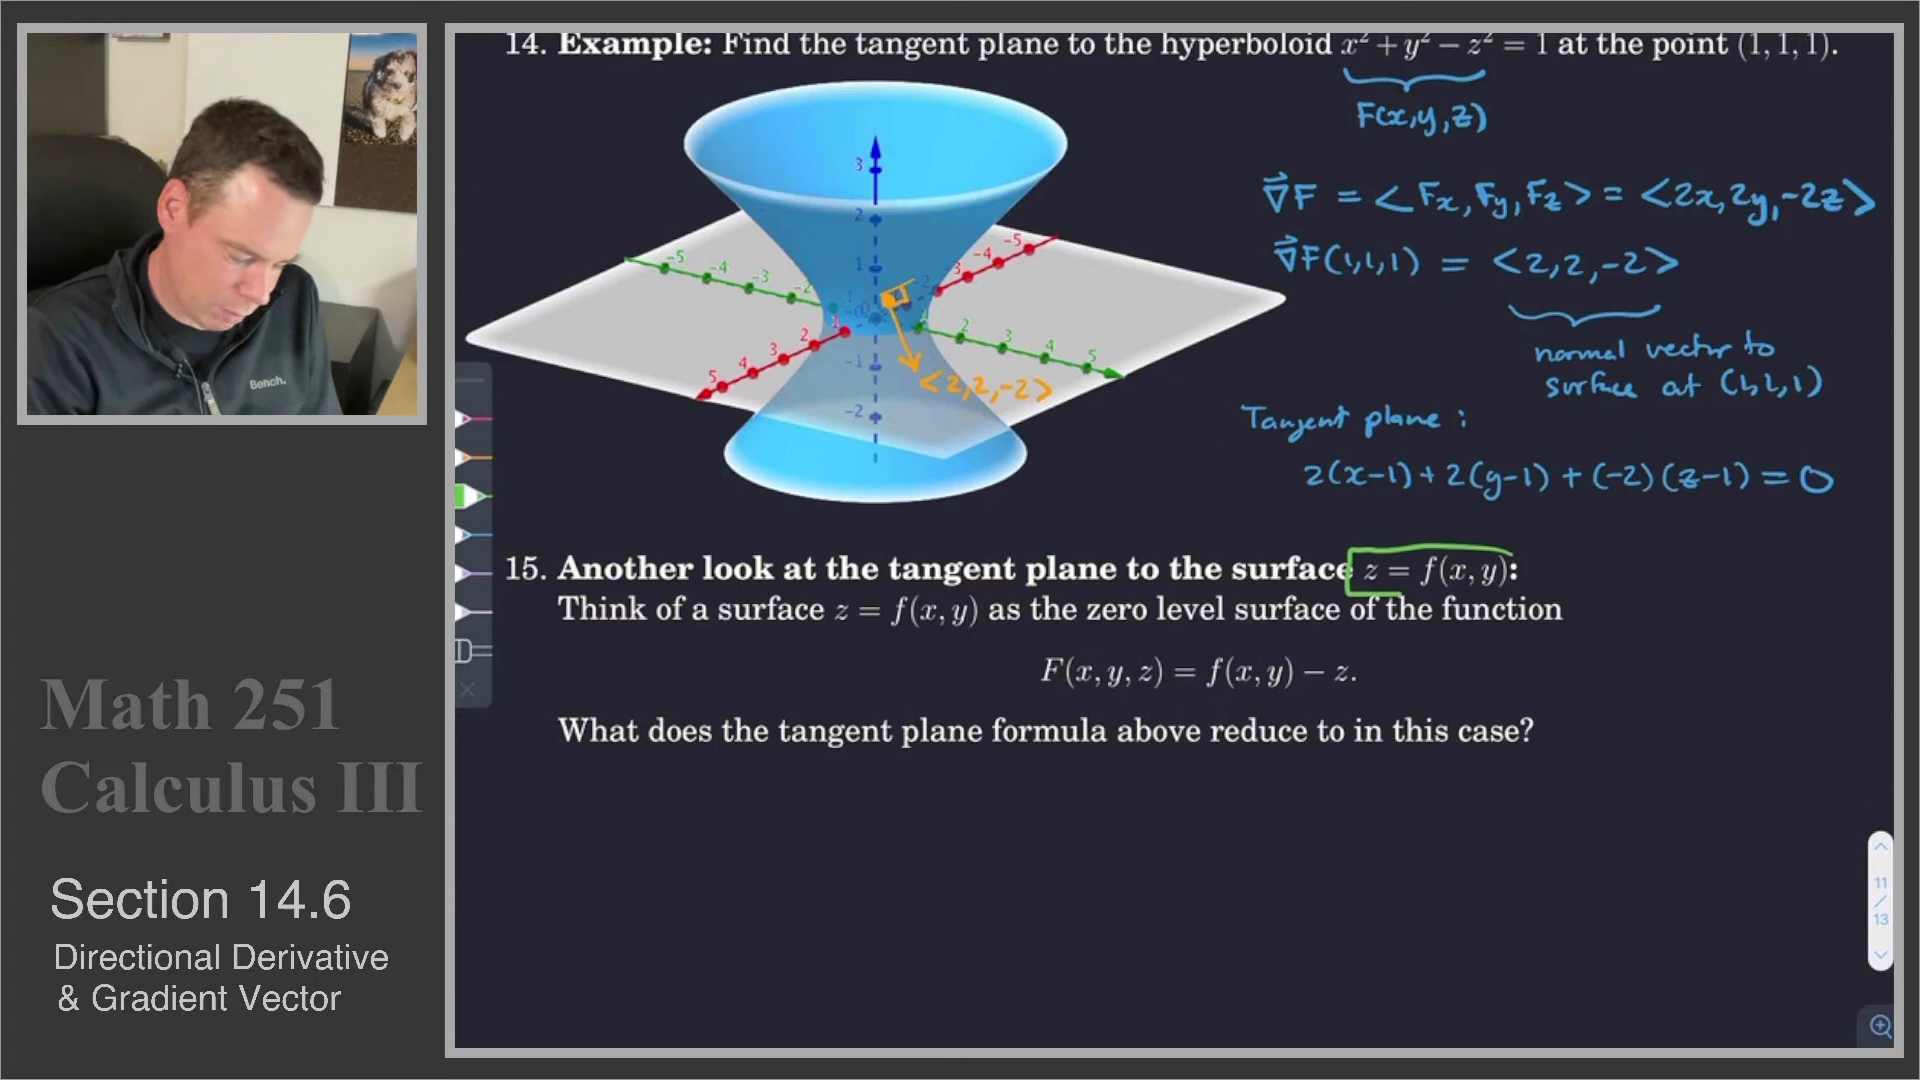 14. Example: Find the tangent plane to the hyperboloid x² + y² − z² = 1 at the point (1, 1, 1).
F(x,y,z)
∇⃗F = <Fx, Fy, Fz> = <2x, 2y, -2z>
∇⃗F(1,1,1) = <2,2,-2>
normal vector to
surface at (1,1,1)
Tangent plane :
2(x-1) + 2(y-1) + (-2)(z-1) = 0
3
2
1
-1
-2
-5
-4
-3
-2
2
3
4
5
-5
-4
1
2
3
4
5
<2,2,-2>
Bench.
15. Another look at the tangent plane to the surface z = f(x, y):
Think of a surface z = f(x, y) as the zero level surface of the function
F(x, y, z) = f(x, y) − z.
What does the tangent plane formula above reduce to in this case?
Math 251
Calculus III
Section 14.6
Directional Derivative
& Gradient Vector
11
/
13